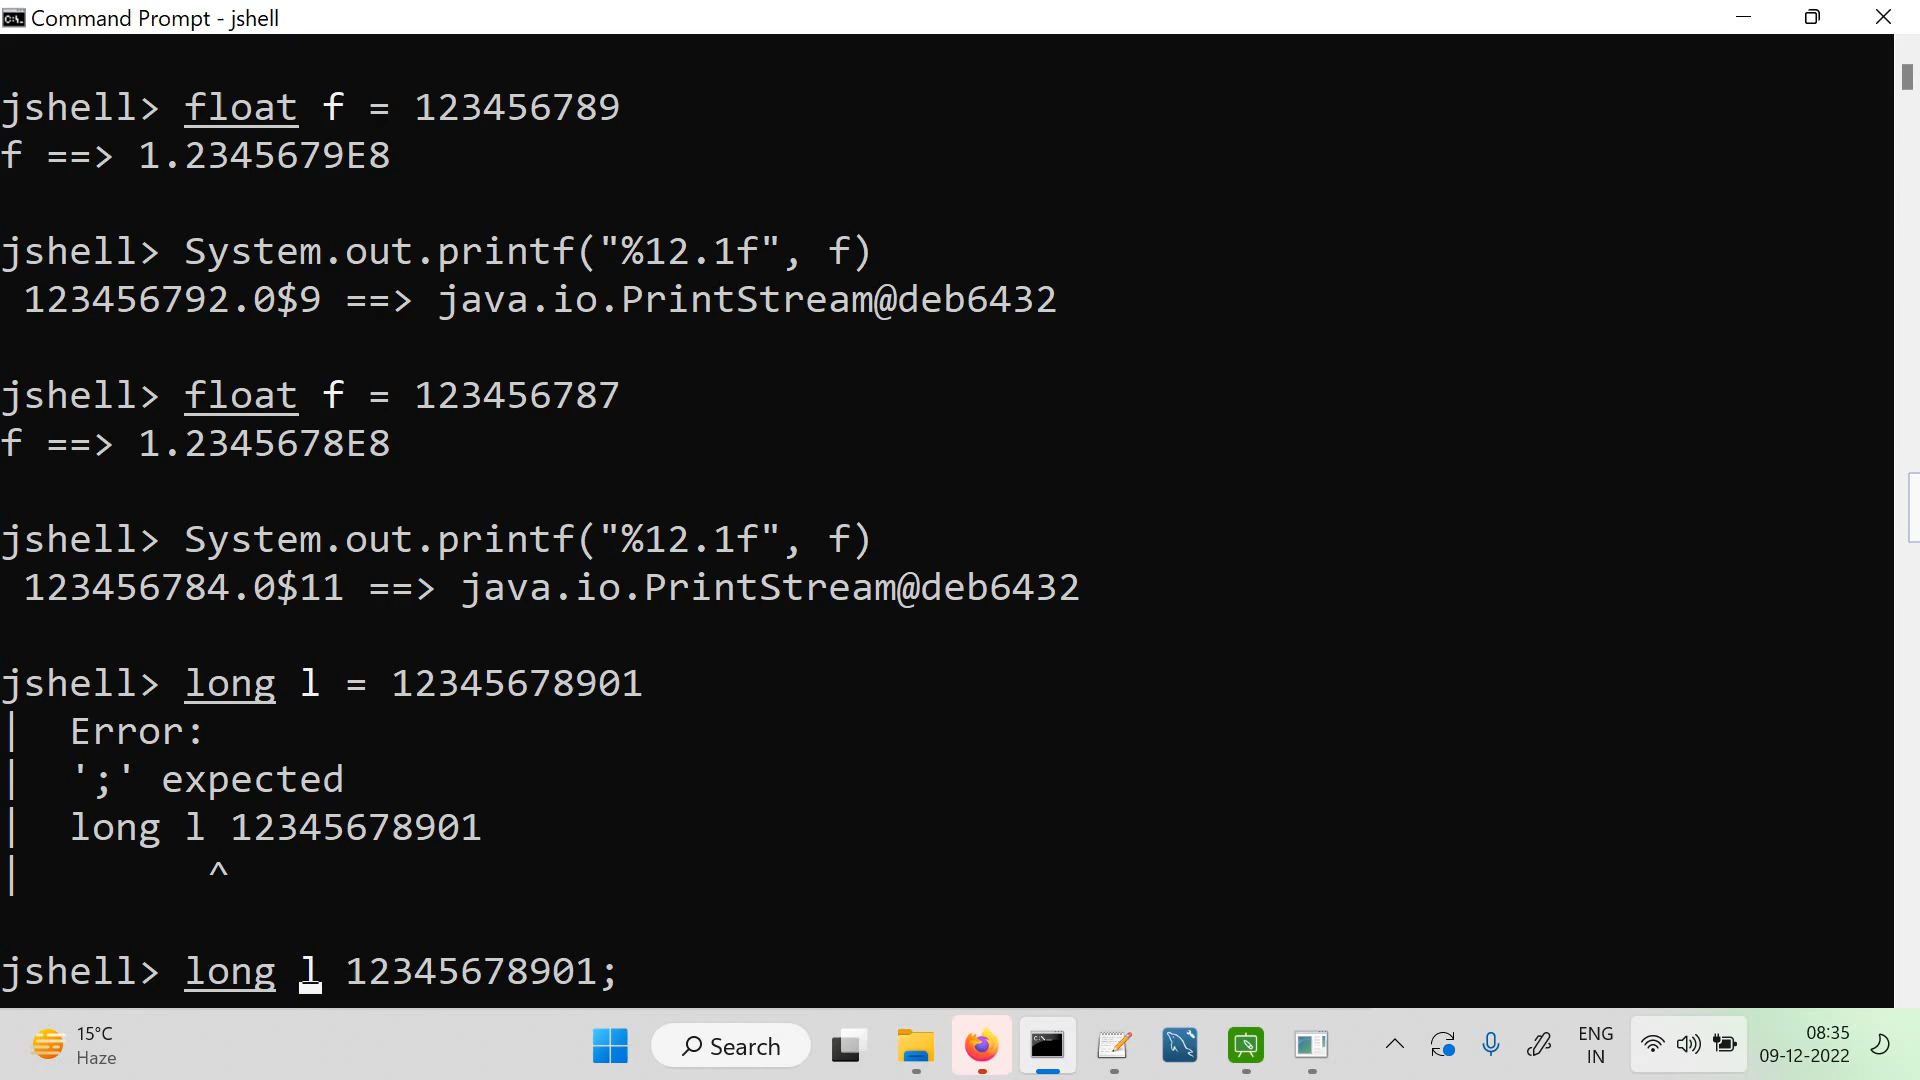 Command Prompt - jshell
jshell> float f = 123456789
f ==> 1.2345679E8
jshell> System.out.printf("%12.1f", f)
 123456792.0$9 ==> java.io.PrintStream@deb6432
jshell> float f = 123456787
f ==> 1.2345678E8
jshell> System.out.printf("%12.1f", f)
 123456784.0$11 ==> java.io.PrintStream@deb6432
jshell> long l = 12345678901
|  Error:
|  ';' expected
|  long l 12345678901
|        ^
jshell> long l 12345678901;
15°C
Haze
Search
ENG
IN
08:35
09-12-2022